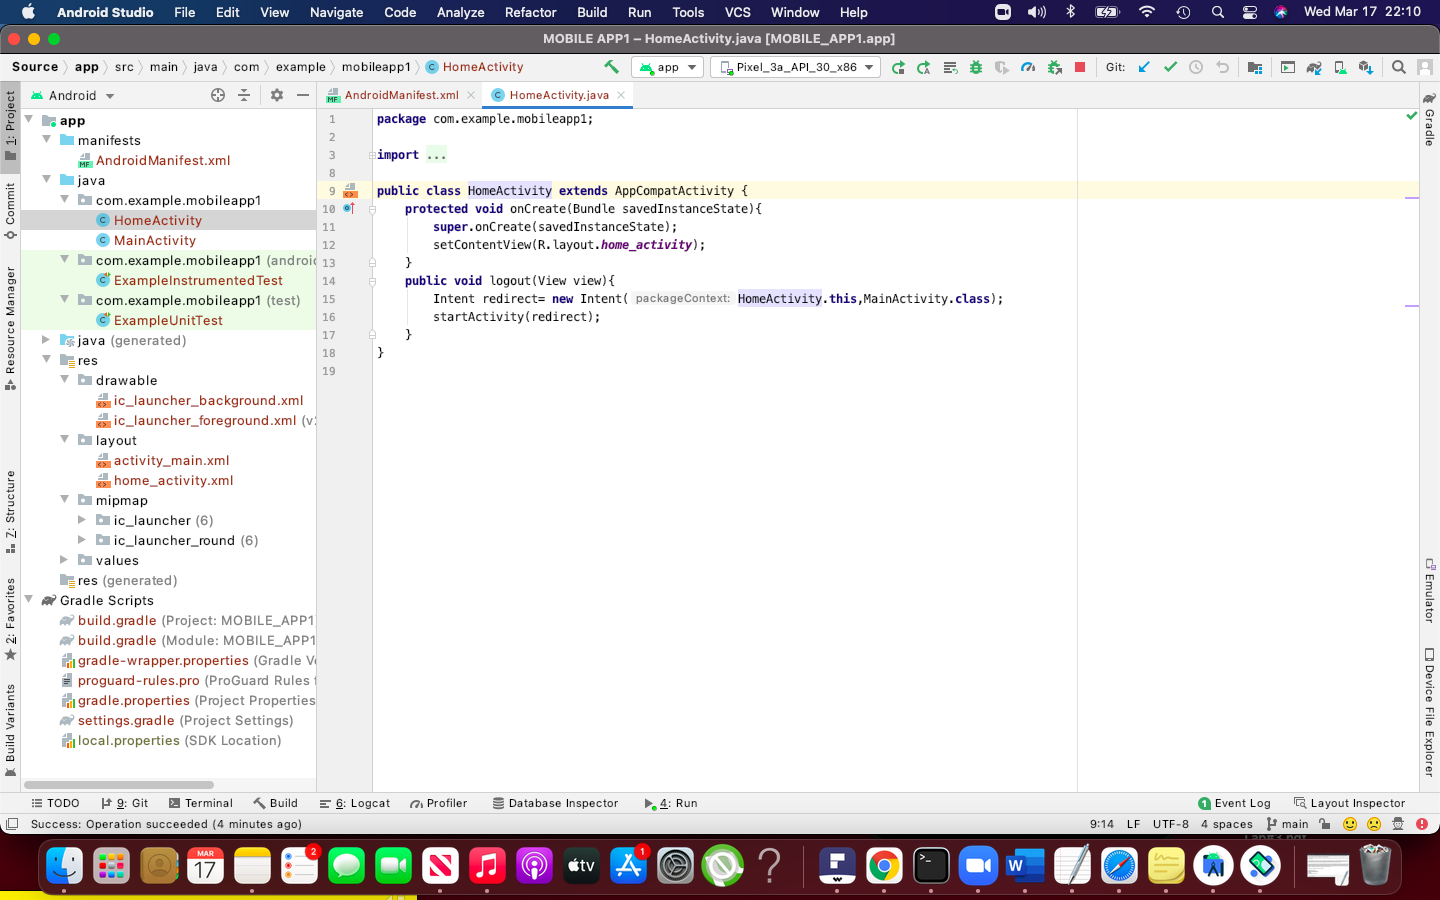 Android Studio File Edit View Navigate Code Analyze Refactor Build Run Tools VCS Window Help Wed Mar 17 22:10
MOBILE APP1 – HomeActivity.java [MOBILE_APP1.app]
Source app src main java com example mobileapp1 HomeActivity app Pixel_3a_API_30_x86 Git:
Android
AndroidManifest.xml HomeActivity.java
1: Project
Commit
Resource Manager
Z: Structure
2: Favorites
Build Variants
app
manifests
AndroidManifest.xml
java
com.example.mobileapp1
HomeActivity
MainActivity
com.example.mobileapp1 (androi
ExampleInstrumentedTest
com.example.mobileapp1 (test)
ExampleUnitTest
java (generated)
res
drawable
ic_launcher_background.xml
ic_launcher_foreground.xml (v2
layout
activity_main.xml
home_activity.xml
mipmap
ic_launcher (6)
ic_launcher_round (6)
values
res (generated)
Gradle Scripts
build.gradle (Project: MOBILE_APP1
build.gradle (Module: MOBILE_APP1
gradle-wrapper.properties (Gradle Ve
proguard-rules.pro (ProGuard Rules f
gradle.properties (Project Properties
settings.gradle (Project Settings)
local.properties (SDK Location)
1 package com.example.mobileapp1;
2
3 import ...
8
9 public class HomeActivity extends AppCompatActivity {
10 protected void onCreate(Bundle savedInstanceState){
11 super.onCreate(savedInstanceState);
12 setContentView(R.layout.home_activity);
13 }
14 public void logout(View view){
15 Intent redirect= new Intent( packageContext: HomeActivity.this,MainActivity.class);
16 startActivity(redirect);
17 }
18 }
19
Gradle
Emulator
Device File Explorer
TODO 9: Git Terminal Build 6: Logcat Profiler Database Inspector 4: Run 1 Event Log Layout Inspector
Success: Operation succeeded (4 minutes ago) 9:14 LF UTF-8 4 spaces main
MAR
17
2
tv
1
W